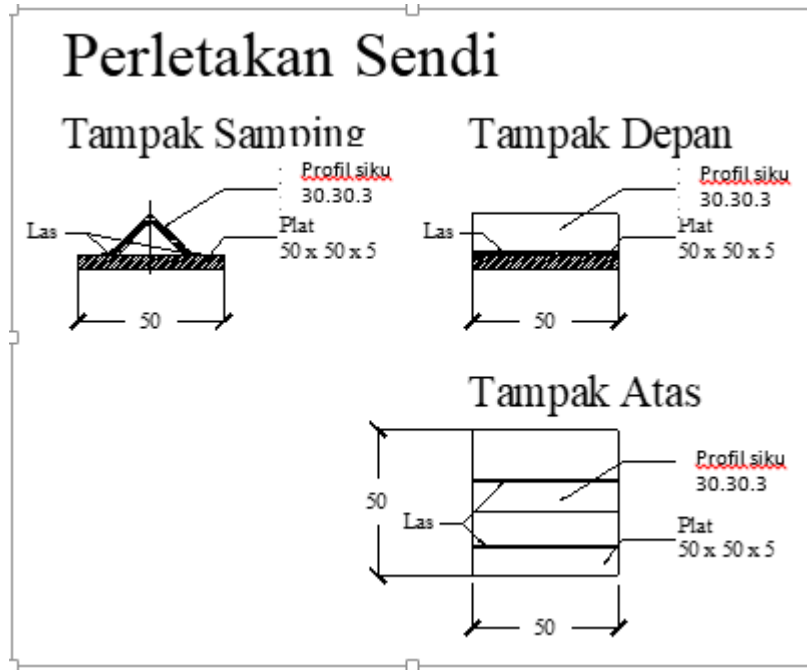 Perletakan Sendi
Tampak Samping
Profil siku
30.30.3
Las
Plat
50 x 50 x 5
50
Tampak Depan
Profil siku
30.30.3
Las
Plat
50 x 50 x 5
50
Tampak Atas
Profil siku
30.30.3
50
Las
Plat
50 x 50 x 5
50